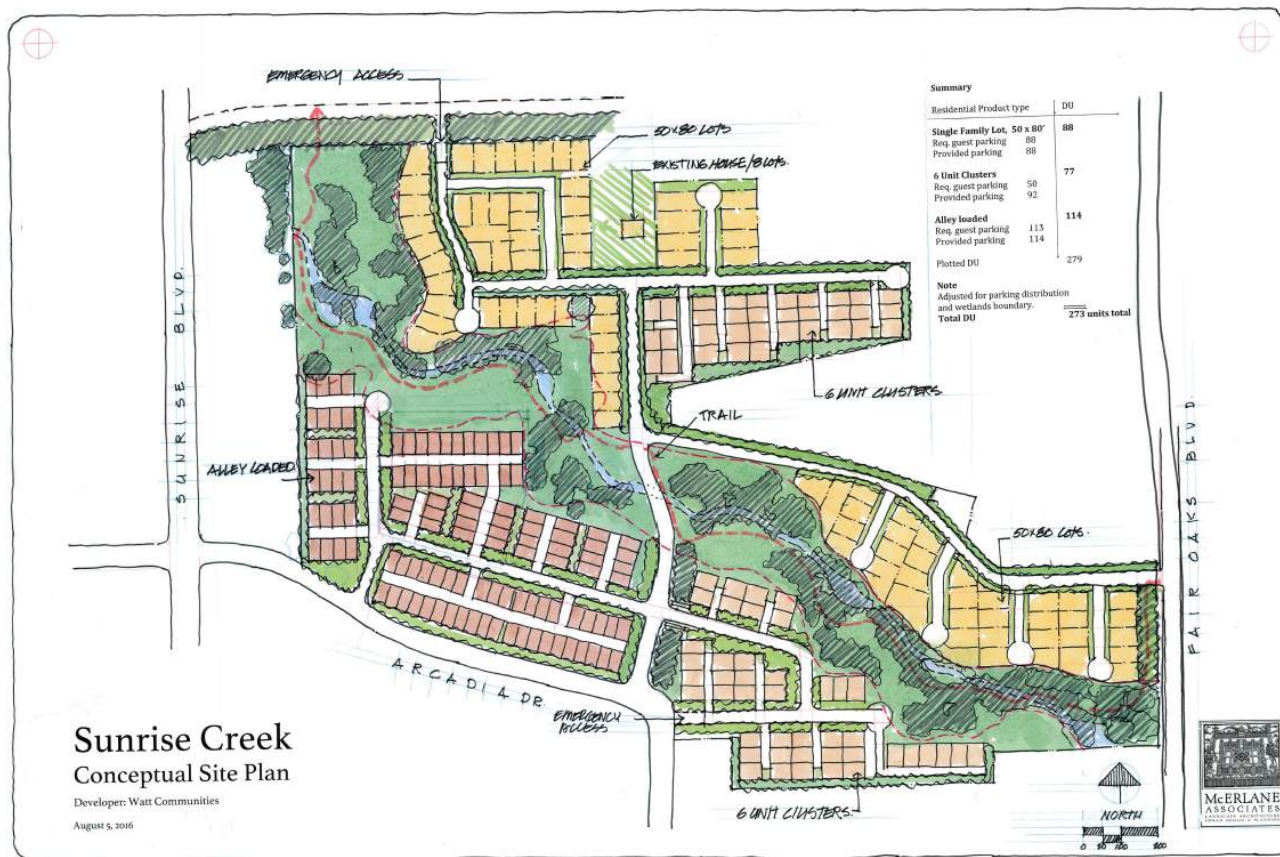 EMERGENCY ACCESS
50x80 LOTS
EXISTING HOUSE/8 LOTS.
Summary
Residential Product type DU
Single Family Lot, 50 x 80' 88
Req. guest parking 88
Provided parking 88
6 Unit Clusters 77
Req. guest parking 50
Provided parking 92
Alley loaded 114
Req. guest parking 113
Provided parking 114
Plotted DU 279
Note
Adjusted for parking distribution
and wetlands boundary.
Total DU 273 units total
SUNRISE BLVD.
6 UNIT CLUSTERS
TRAIL
ALLEY LOADED
FAIR OAKS BLVD.
50x80 LOTS.
ARCADIA DR.
EMERGENCY
ACCESS
6 UNIT CLUSTERS
Sunrise Creek
Conceptual Site Plan
Developer: Watt Communities
August 5, 2016
NORTH
0 50 100 200
McERLANE
ASSOCIATES